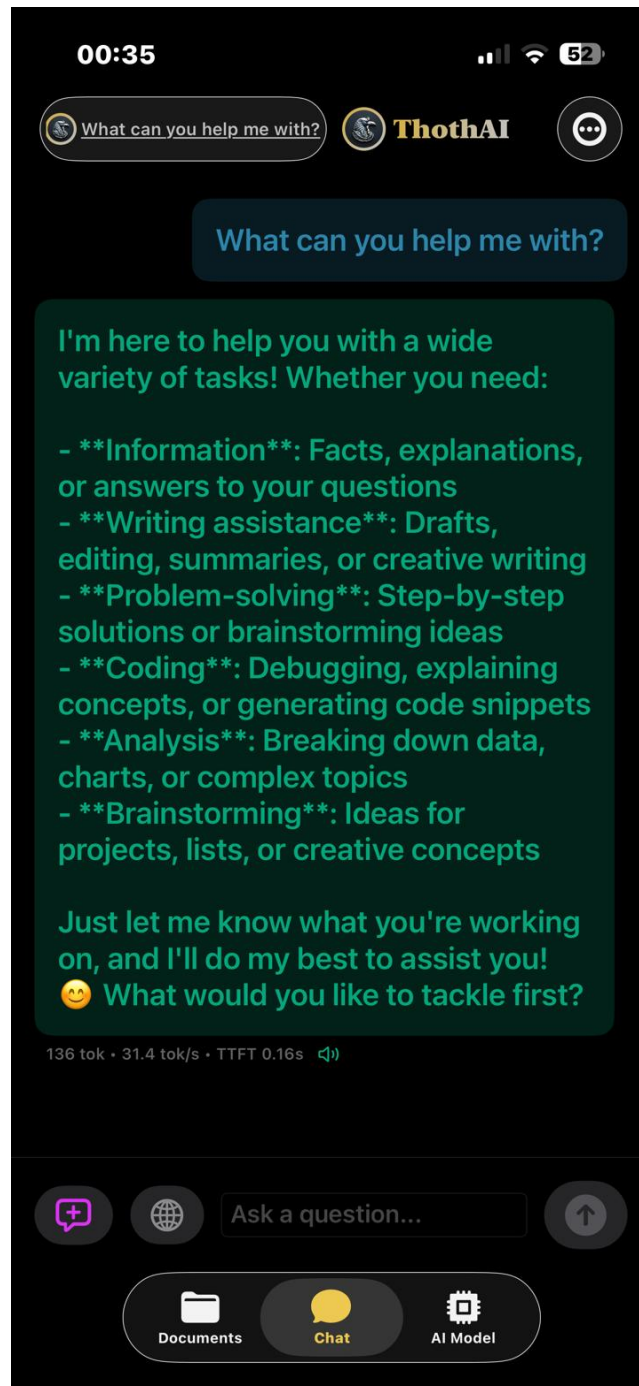 00:35
52
What can you help me with?
ThothAI
What can you help me with?
I'm here to help you with a wide
variety of tasks! Whether you need:
- **Information**: Facts, explanations,
or answers to your questions
- **Writing assistance**: Drafts,
editing, summaries, or creative writing
- **Problem-solving**: Step-by-step
solutions or brainstorming ideas
- **Coding**: Debugging, explaining
concepts, or generating code snippets
- **Analysis**: Breaking down data,
charts, or complex topics
- **Brainstorming**: Ideas for
projects, lists, or creative concepts
Just let me know what you're working
on, and I'll do my best to assist you!
😊 What would you like to tackle first?
136 tok • 31.4 tok/s • TTFT 0.16s
Ask a question...
Documents
Chat
AI Model